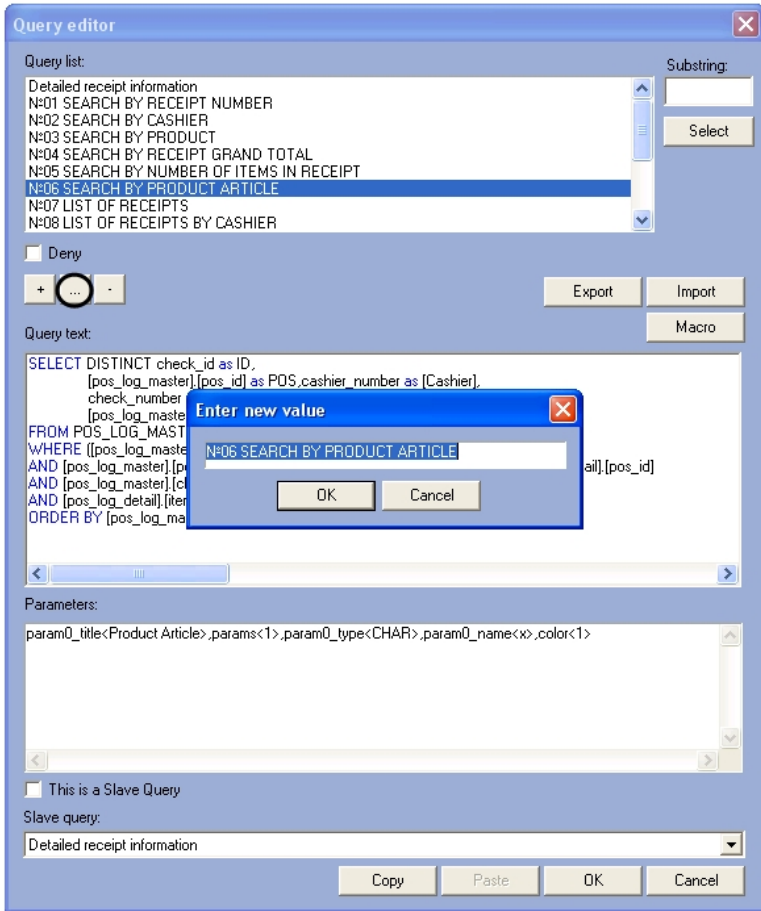 Query editor
Query list:
Substring:
Detailed receipt information
№01 SEARCH BY RECEIPT NUMBER
№02 SEARCH BY CASHIER
№03 SEARCH BY PRODUCT
№04 SEARCH BY RECEIPT GRAND TOTAL
№05 SEARCH BY NUMBER OF ITEMS IN RECEIPT
№06 SEARCH BY PRODUCT ARTICLE
№07 LIST OF RECEIPTS
№08 LIST OF RECEIPTS BY CASHIER
Select
Deny
+ ... -
Export Import
Macro
Query text:
SELECT DISTINCT check_id as ID,
[pos_log_master].[pos_id] as POS,cashier_number as [Cashier],
check_number
[pos_log_maste
FROM POS_LOG_MAST
WHERE ([pos_log_maste
AND [pos_log_master].[po ail].[pos_id]
AND [pos_log_master].[cl
AND [pos_log_detail].[iter
ORDER BY [pos_log_ma
Enter new value
№06 SEARCH BY PRODUCT ARTICLE
OK Cancel
Parameters:
param0_title<Product Article>,params<1>,param0_type<CHAR>,param0_name<x>,color<1>
This is a Slave Query
Slave query:
Detailed receipt information
Copy Paste OK Cancel